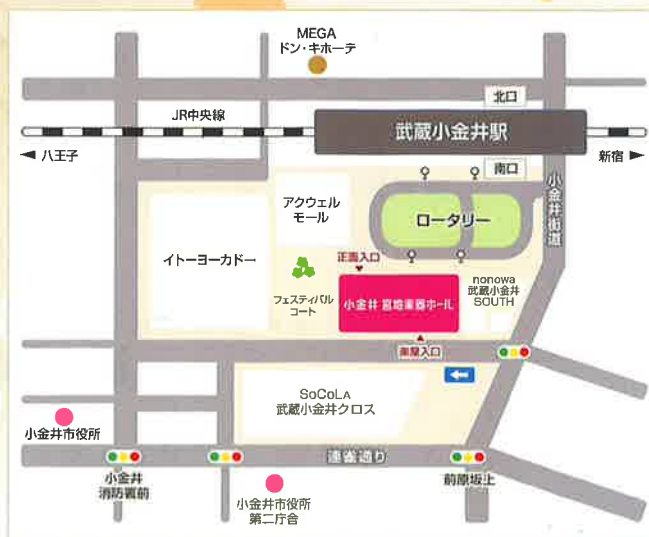 MEGA
ドン・キホーテ
北口
JR中央線
武蔵小金井駅
八王子
新宿
南口
小金井街道
アクウェル
モール
ロータリー
イトーヨーカドー
正面入口
フェスティバル
コート
小金井 宮地楽器ホール
nonowa
武蔵小金井
SOUTH
楽屋入口
SoCoLA
武蔵小金井クロス
小金井市役所
連雀通り
小金井
消防署前
前原坂上
小金井市役所
第二庁舎